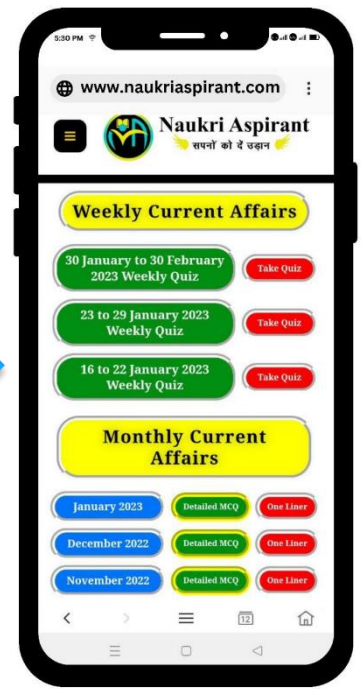 5:30 PM
www.naukriaspirant.com
Naukri Aspirant
सपनों को दें उड़ान
Weekly Current Affairs
30 January to 30 February
2023 Weekly Quiz
Take Quiz
23 to 29 January 2023
Weekly Quiz
Take Quiz
16 to 22 January 2023
Weekly Quiz
Take Quiz
Monthly Current
Affairs
January 2023 Detailed MCQ One Liner
December 2022 Detailed MCQ One Liner
November 2022 Detailed MCQ One Liner
12